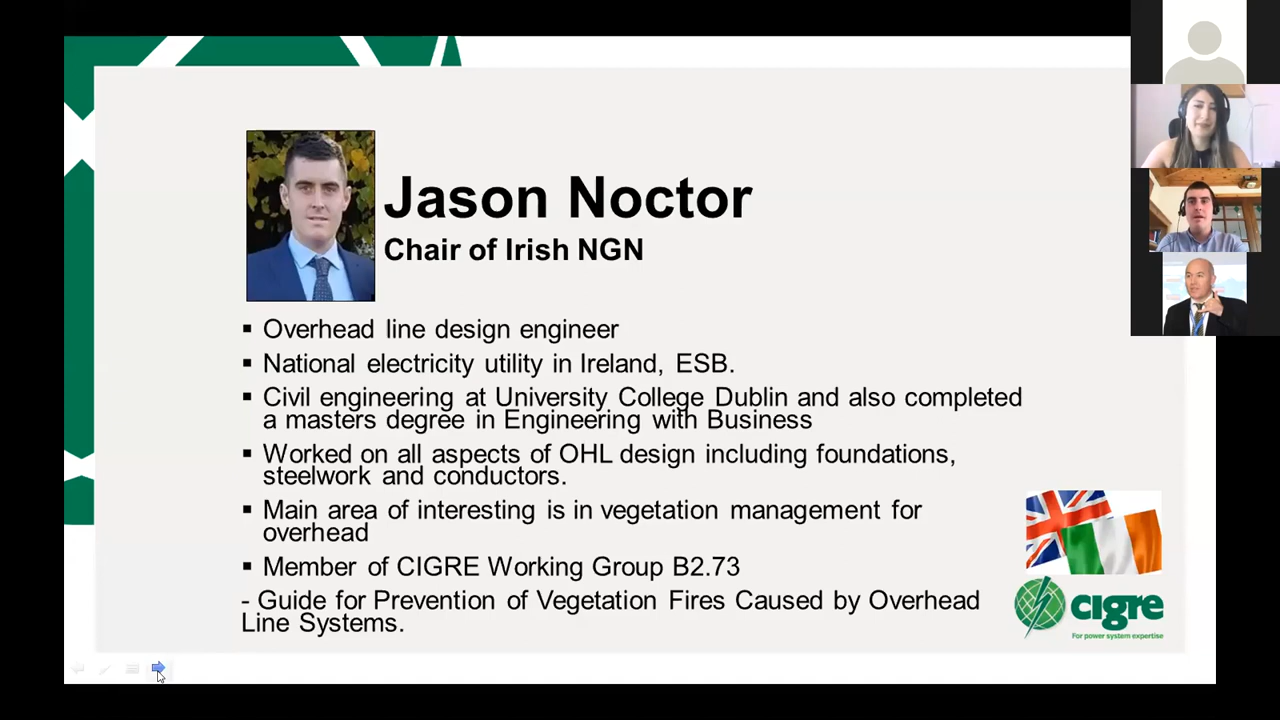 Jason Noctor
Chair of Irish NGN
▪ Overhead line design engineer
▪ National electricity utility in Ireland, ESB.
▪ Civil engineering at University College Dublin and also completed
a masters degree in Engineering with Business
▪ Worked on all aspects of OHL design including foundations,
steelwork and conductors.
▪ Main area of interesting is in vegetation management for
overhead
▪ Member of CIGRE Working Group B2.73
- Guide for Prevention of Vegetation Fires Caused by Overhead
Line Systems.
cigre
For power system expertise